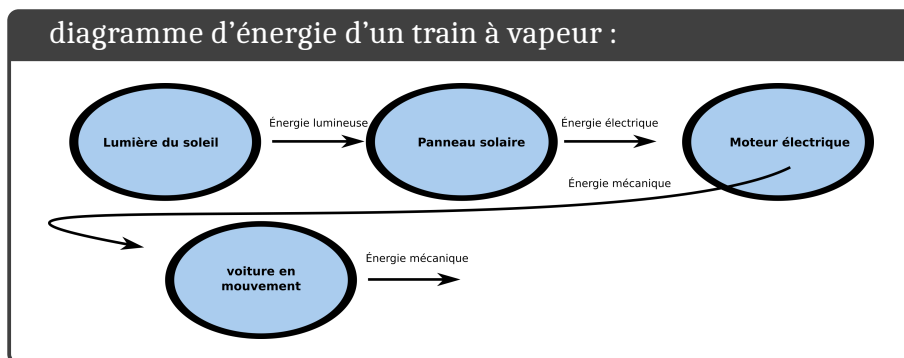 diagramme d’énergie d’un train à vapeur :
Lumière du soleil
Énergie lumineuse
Panneau solaire
Énergie électrique
Moteur électrique
Énergie mécanique
voiture en
mouvement
Énergie mécanique